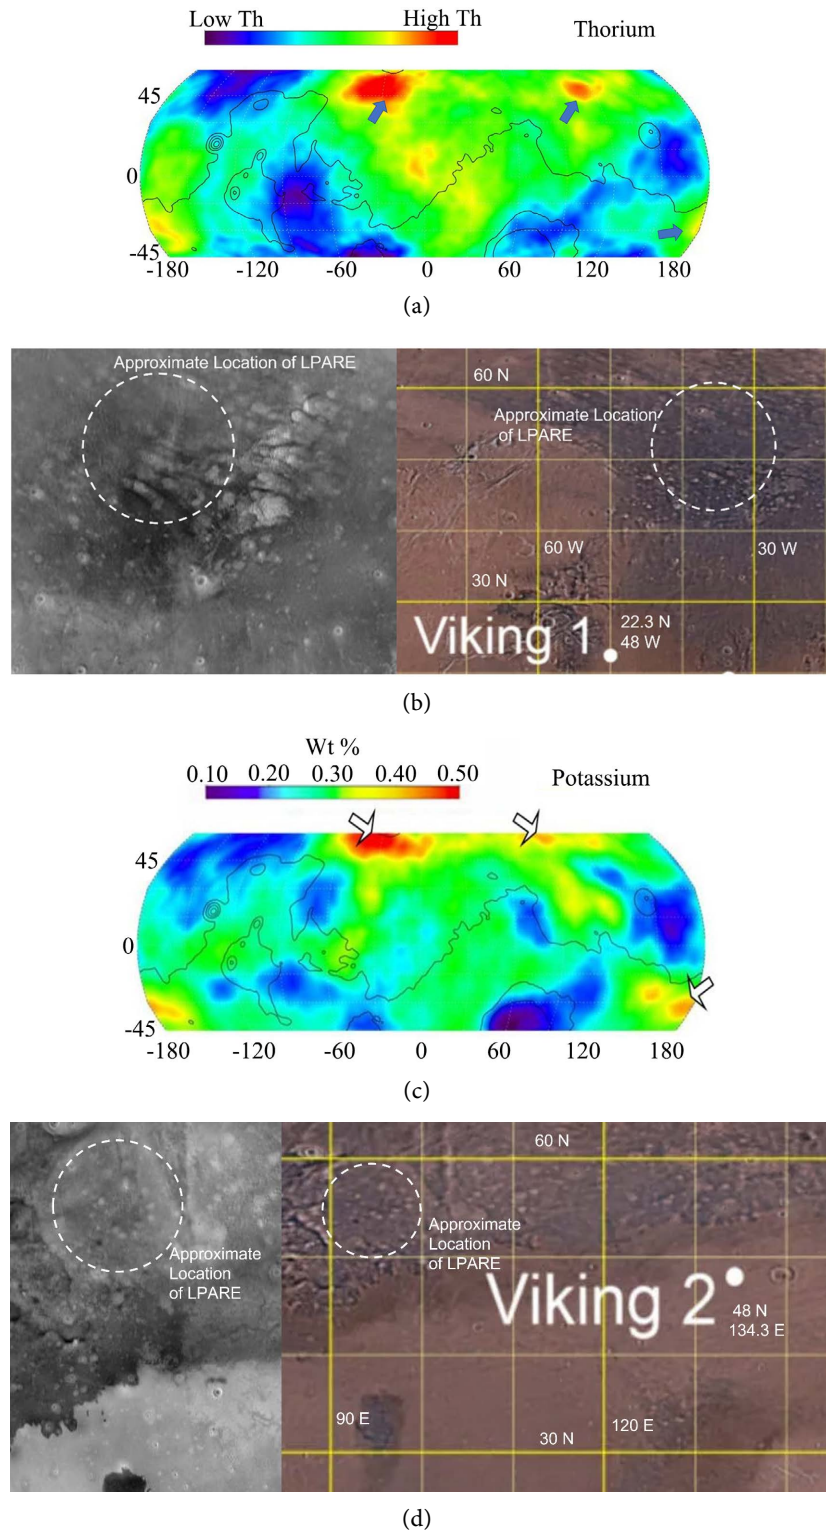 Low Th
High Th
Thorium
45
0
-45
-180
-120
-60
0
60
120
180
(a)
Approximate Location of LPARE
60 N
Approximate Location
of LPARE
60 W
30 W
30 N
22.3 N
48 W
Viking 1
(b)
Wt %
0.10
0.20
0.30
0.40
0.50
Potassium
45
0
-45
-180
-120
-60
0
60
120
180
(c)
60 N
Approximate
Location
of LPARE
Approximate
Location
of LPARE
Viking 2
48 N
134.3 E
90 E
120 E
30 N
(d)